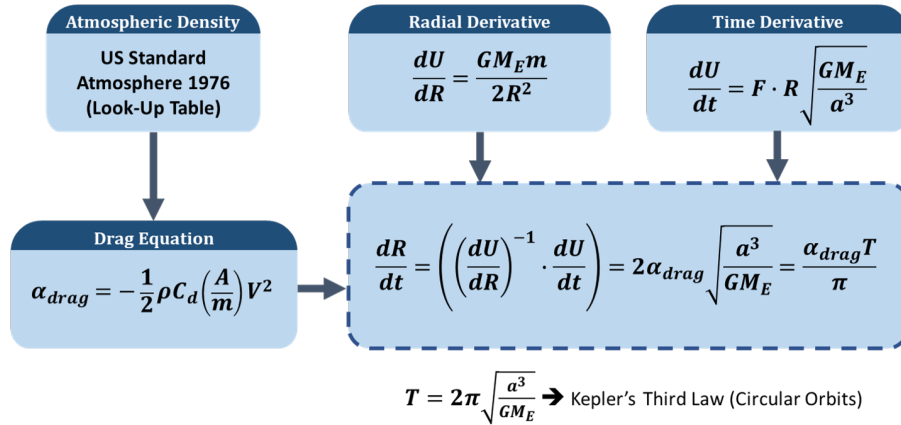 Atmospheric Density
US Standard
Atmosphere 1976
(Look-Up Table)
Radial Derivative
dU/dR = GM_E m / 2R^2
Time Derivative
dU/dt = F · R √(GM_E / a^3)
Drag Equation
α_drag = −1/2 ρC_d (A/m) V^2
dR/dt = ((dU/dR)^−1 · dU/dt) = 2α_drag √(a^3 / GM_E) = α_drag T / π
T = 2π √(a^3 / GM_E) ➔ Kepler's Third Law (Circular Orbits)